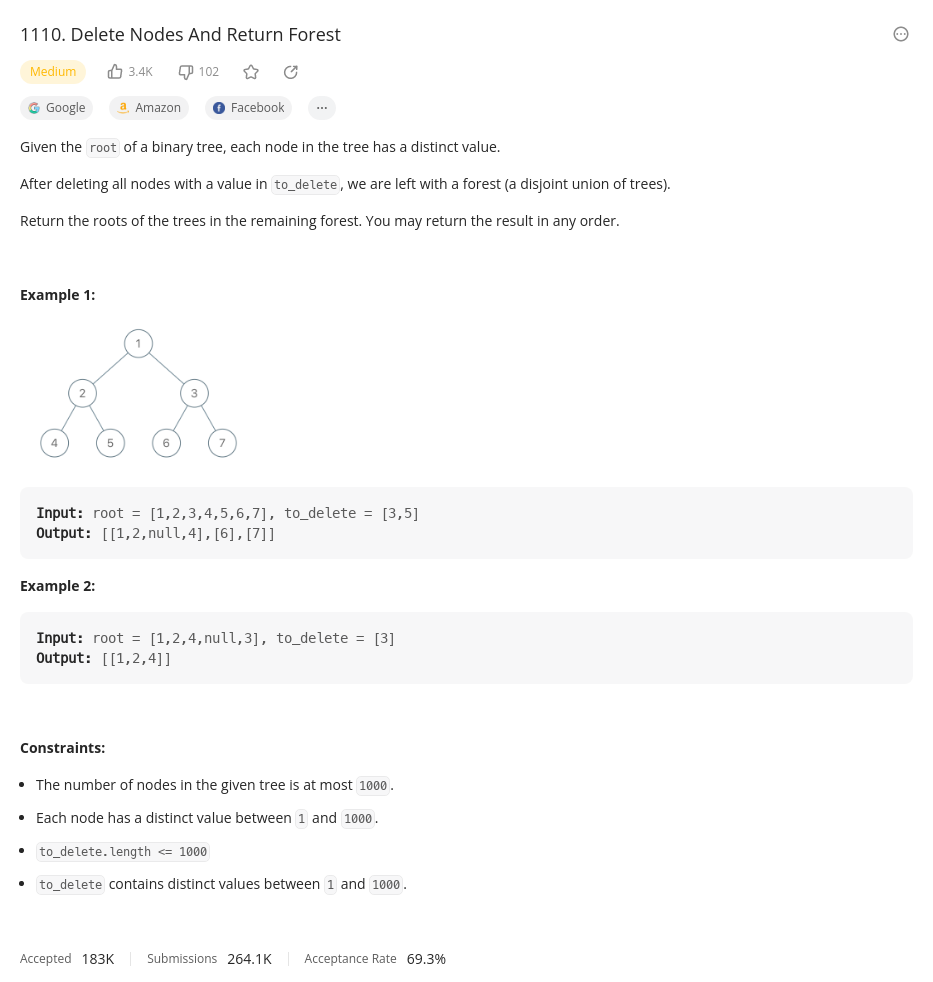 1110. Delete Nodes And Return Forest
Medium 3.4K 102
Google Amazon Facebook ...
Given the root of a binary tree, each node in the tree has a distinct value.
After deleting all nodes with a value in to_delete, we are left with a forest (a disjoint union of trees).
Return the roots of the trees in the remaining forest. You may return the result in any order.
Example 1:
1
2 3
4 5 6 7
Input: root = [1,2,3,4,5,6,7], to_delete = [3,5]
Output: [[1,2,null,4],[6],[7]]
Example 2:
Input: root = [1,2,4,null,3], to_delete = [3]
Output: [[1,2,4]]
Constraints:
• The number of nodes in the given tree is at most 1000.
• Each node has a distinct value between 1 and 1000.
• to_delete.length <= 1000
• to_delete contains distinct values between 1 and 1000.
Accepted 183K Submissions 264.1K Acceptance Rate 69.3%